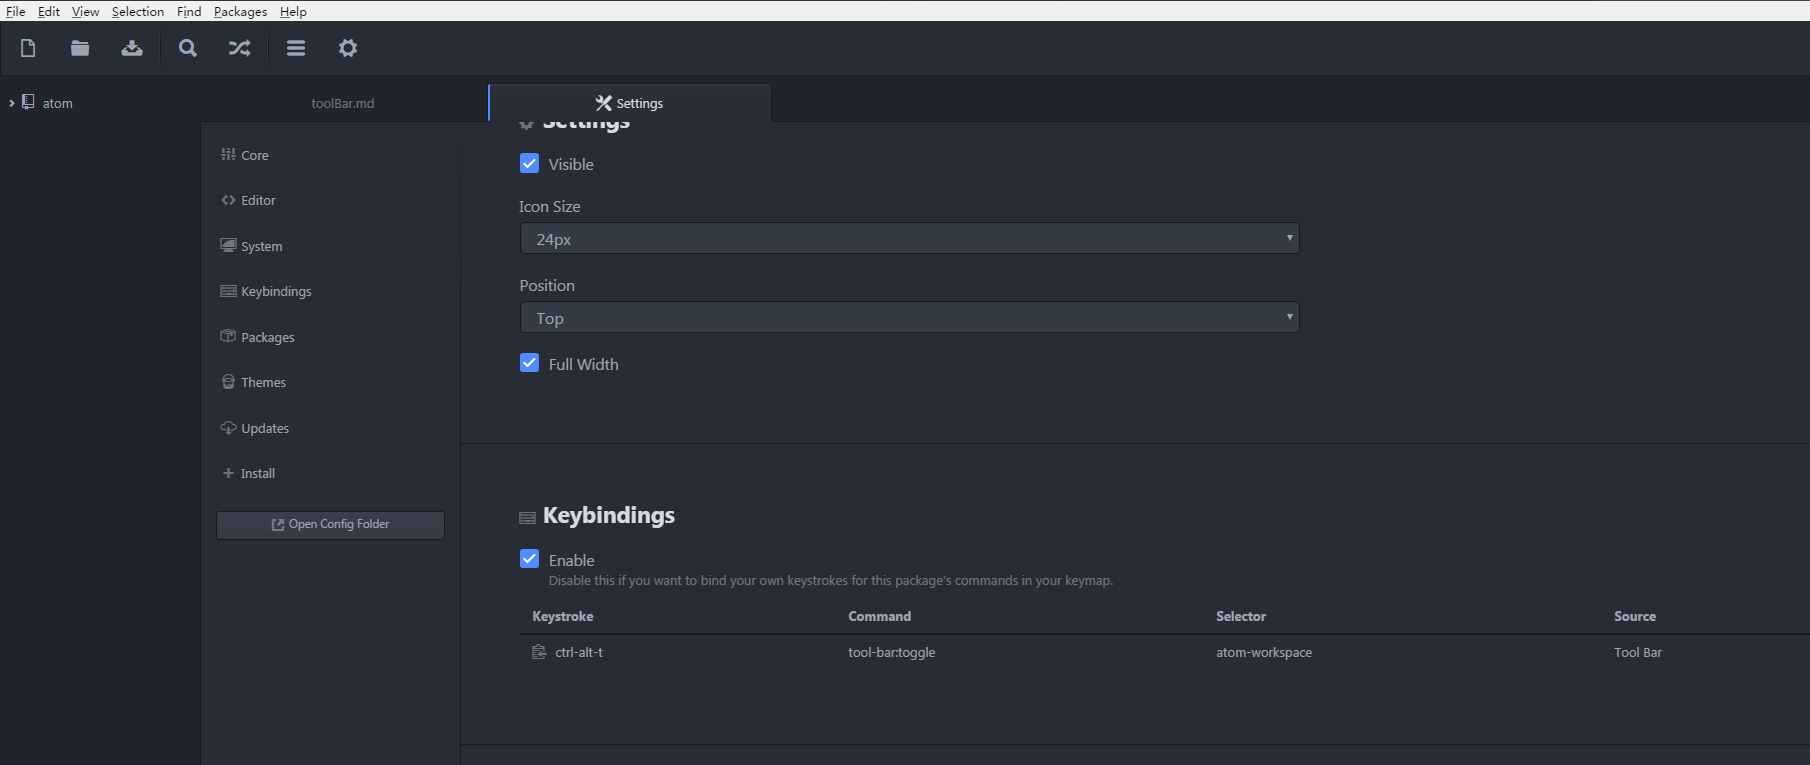 File Edit View Selection Find Packages Help
atom
toolBar.md
Settings
Core
Editor
System
Keybindings
Packages
Themes
Updates
Install
Open Config Folder
Settings
Visible
Icon Size
24px
Position
Top
Full Width
Keybindings
Enable
Disable this if you want to bind your own keystrokes for this package's commands in your keymap.
Keystroke Command Selector Source
ctrl-alt-t tool-bar:toggle atom-workspace Tool Bar